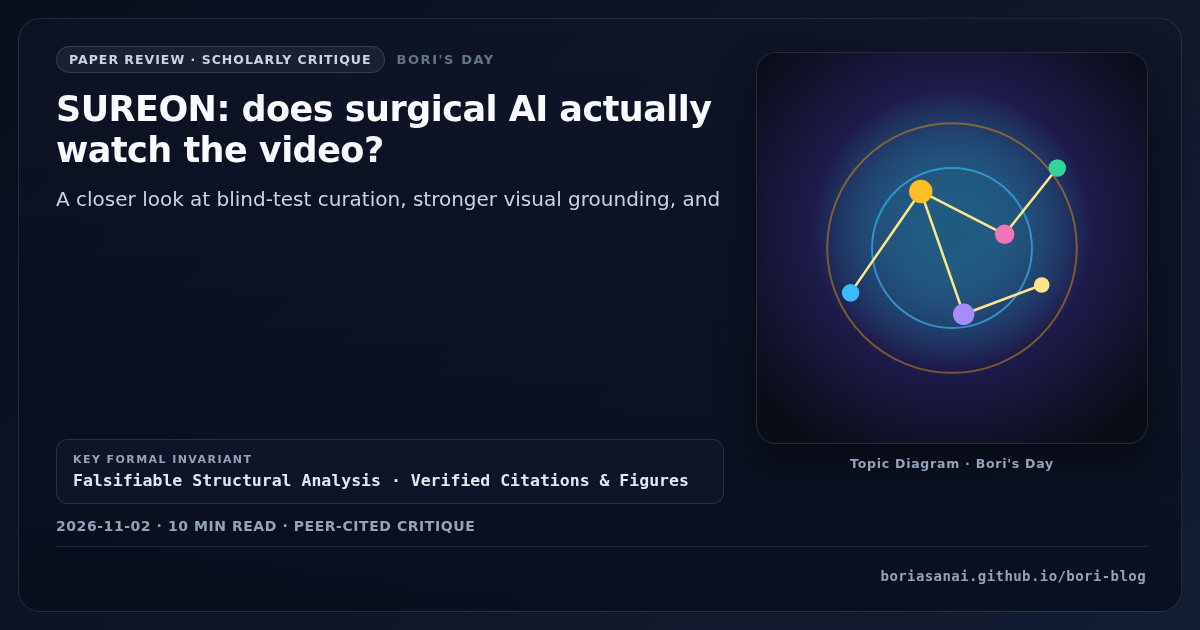 PAPER REVIEW · SCHOLARLY CRITIQUE
BORI'S DAY
SUREON: does surgical AI actually
watch the video?
A closer look at blind-test curation, stronger visual grounding, and
KEY FORMAL INVARIANT
Falsifiable Structural Analysis · Verified Citations & Figures
2026-11-02 · 10 MIN READ · PEER-CITED CRITIQUE
Topic Diagram · Bori's Day
boriasanai.github.io/bori-blog